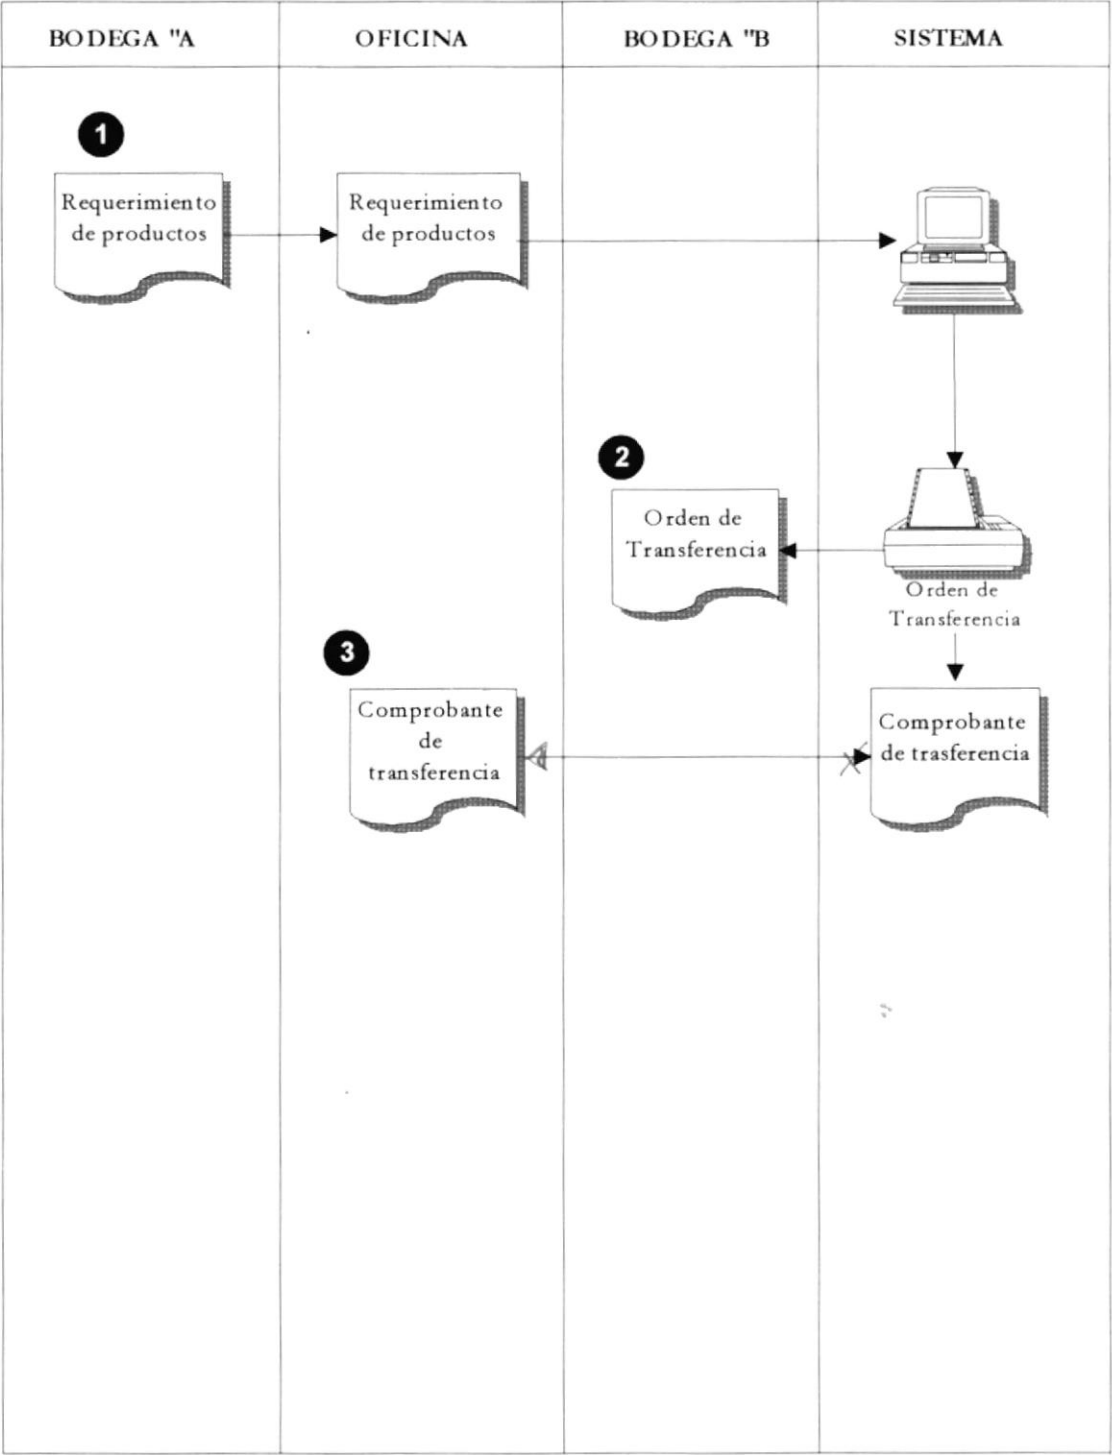 BODEGA "A
OFICINA
BODEGA "B
SISTEMA
1
Requerimiento
de productos
Requerimiento
de productos
2
Orden de
Transferencia
Orden de
Transferencia
3
Comprobante
de
transferencia
Comprobante
de trasferencia